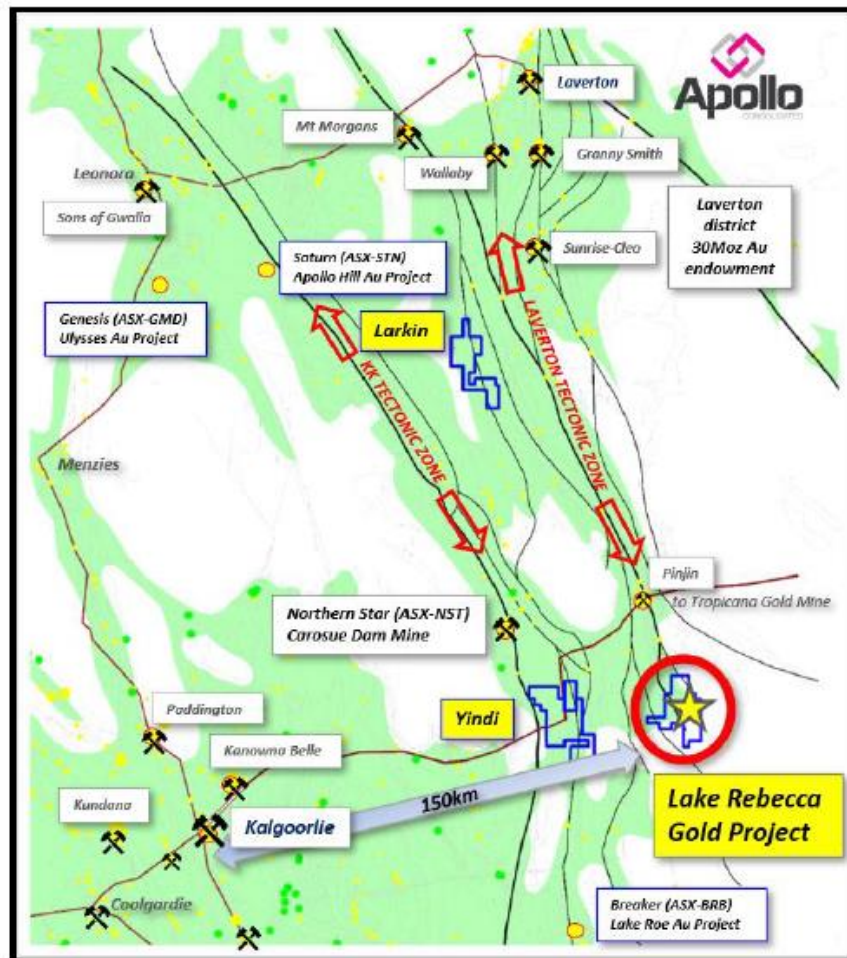 Apollo
CONSOLIDATED
Laverton
Mt Morgans
Wallaby
Granny Smith
Leonora
Sons of Gwalia
Laverton
district
30Moz Au
endowment
Sunrise-Cleo
Saturn (ASX-STN)
Apollo Hill Au Project
Genesis (ASX-GMD)
Ulysses Au Project
Larkin
KK TECTONIC ZONE
LAVERTON TECTONIC ZONE
Menzies
Pinjin
to Tropicana Gold Mine
Northern Star (ASX-NST)
Carosue Dam Mine
Paddington
Yindi
Kanowna Belle
150km
Lake Rebecca
Gold Project
Kundana
Kalgoorlie
Coolgardie
Breaker (ASX-BRB)
Lake Roe Au Project